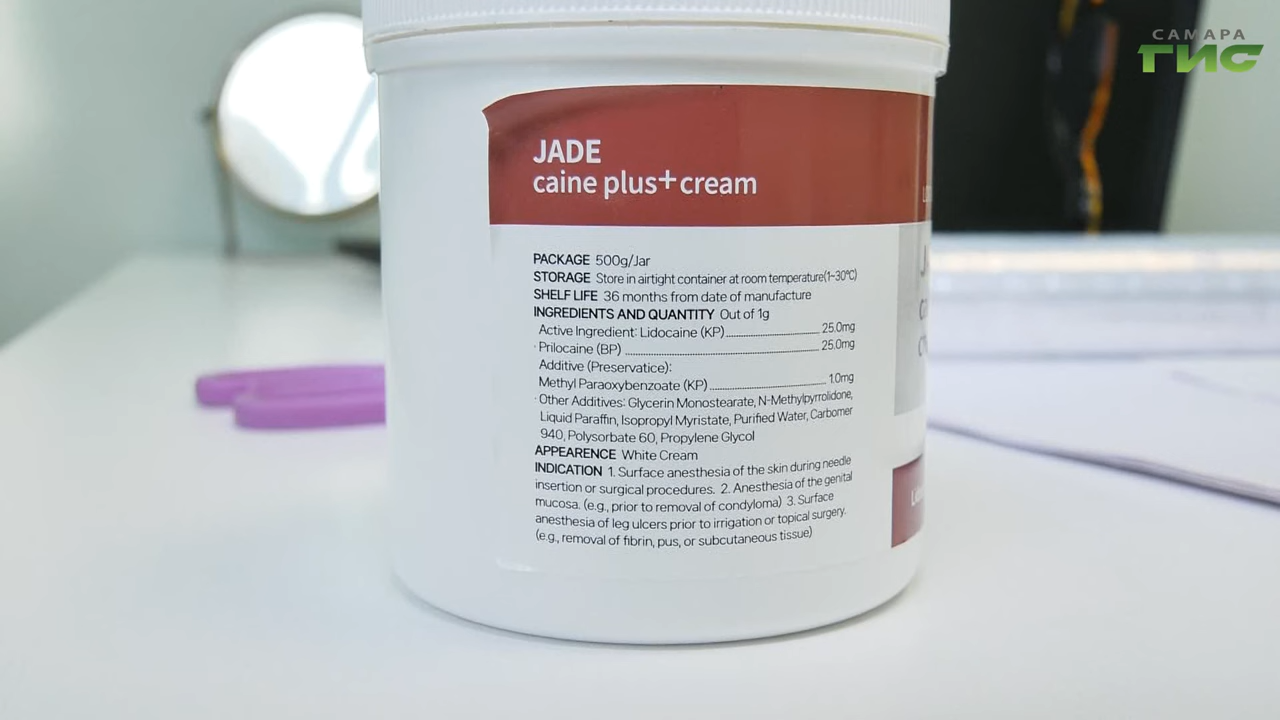 САМАРА
ГИС
JADE
caine plus+ cream
PACKAGE 500g/Jar
STORAGE Store in airtight container at room temperature(1~30℃)
SHELF LIFE 36 months from date of manufacture
INGREDIENTS AND QUANTITY Out of 1g
Active Ingredient: Lidocaine (KP) 25.0mg
· Prilocaine (BP) 25.0mg
Additive (Preservatice):
Methyl Paraoxybenzoate (KP) 1.0mg
· Other Additives: Glycerin Monostearate, N-Methylpyrrolidone,
Liquid Paraffin, Isopropyl Myristate, Purified Water, Carbomer
940, Polysorbate 60, Propylene Glycol
APPEARENCE White Cream
INDICATION 1. Surface anesthesia of the skin during needle
insertion or surgical procedures. 2. Anesthesia of the genital
mucosa. (e.g., prior to removal of condyloma) 3. Surface
anesthesia of leg ulcers prior to irrigation or topical surgery.
(e.g., removal of fibrin, pus, or subcutaneous tissue)